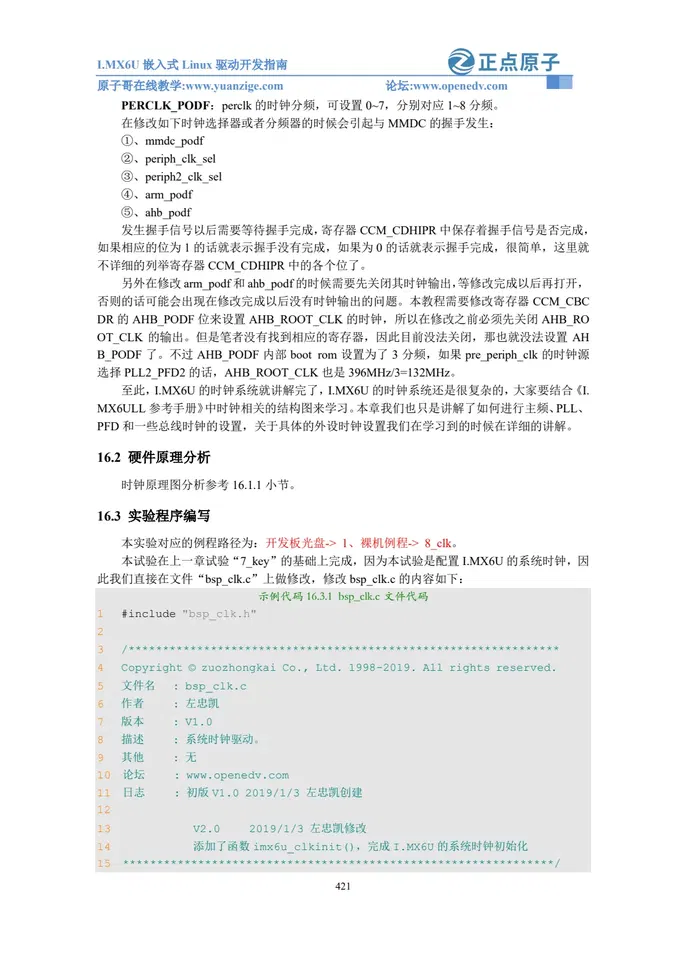 I.MX6U 嵌入式 Linux 驱动开发指南
正点原子
原子哥在线教学:www.yuanzige.com 论坛:www.openedv.com
PERCLK_PODF：perclk 的时钟分频，可设置 0~7，分别对应 1~8 分频。
在修改如下时钟选择器或者分频器的时候会引起与 MMDC 的握手发生：
①、mmdc_podf
②、periph_clk_sel
③、periph2_clk_sel
④、arm_podf
⑤、ahb_podf
发生握手信号以后需要等待握手完成，寄存器 CCM_CDHIPR 中保存着握手信号是否完成，
如果相应的位为 1 的话就表示握手没有完成，如果为 0 的话就表示握手完成，很简单，这里就
不详细的列举寄存器 CCM_CDHIPR 中的各个位了。
另外在修改 arm_podf 和 ahb_podf 的时候需要先关闭其时钟输出，等修改完成以后再打开，
否则的话可能会出现在修改完成以后没有时钟输出的问题。本教程需要修改寄存器 CCM_CBC
DR 的 AHB_PODF 位来设置 AHB_ROOT_CLK 的时钟，所以在修改之前必须先关闭 AHB_RO
OT_CLK 的输出。但是笔者没有找到相应的寄存器，因此目前没法关闭，那也就没法设置 AH
B_PODF 了。不过 AHB_PODF 内部 boot rom 设置为了 3 分频，如果 pre_periph_clk 的时钟源
选择 PLL2_PFD2 的话，AHB_ROOT_CLK 也是 396MHz/3=132MHz。
至此，I.MX6U 的时钟系统就讲解完了，I.MX6U 的时钟系统还是很复杂的，大家要结合《I.
MX6ULL 参考手册》中时钟相关的结构图来学习。本章我们也只是讲解了如何进行主频、PLL、
PFD 和一些总线时钟的设置，关于具体的外设时钟设置我们在学习到的时候在详细的讲解。
16.2 硬件原理分析
时钟原理图分析参考 16.1.1 小节。
16.3 实验程序编写
本实验对应的例程路径为：开发板光盘-> 1、裸机例程-> 8_clk。
本试验在上一章试验“7_key”的基础上完成，因为本试验是配置 I.MX6U 的系统时钟，因
此我们直接在文件“bsp_clk.c”上做修改，修改 bsp_clk.c 的内容如下：
示例代码 16.3.1 bsp_clk.c 文件代码
1 #include "bsp_clk.h"
2
3 /***************************************************************
4 Copyright © zuozhongkai Co., Ltd. 1998-2019. All rights reserved.
5 文件名 : bsp_clk.c
6 作者 : 左忠凯
7 版本 : V1.0
8 描述 : 系统时钟驱动。
9 其他 : 无
10 论坛 : www.openedv.com
11 日志 : 初版 V1.0 2019/1/3 左忠凯创建
12
13 V2.0 2019/1/3 左忠凯修改
14 添加了函数 imx6u_clkinit()，完成 I.MX6U 的系统时钟初始化
15 ***************************************************************/
421